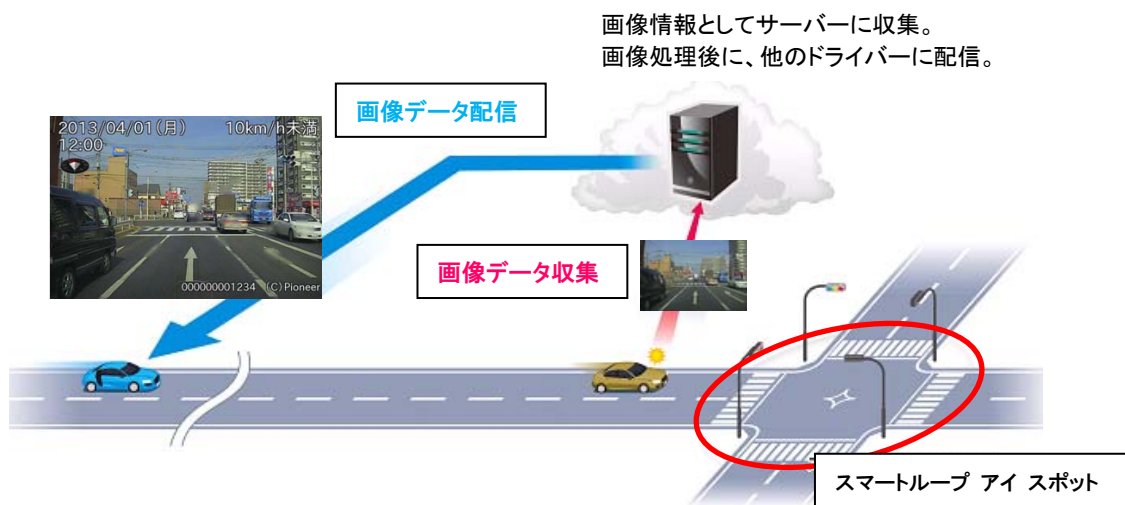 画像情報としてサーバーに収集。
画像処理後に、他のドライバーに配信。
画像データ配信
2013/04/01(月) 10km/h未満
12:00
000000001234 (C)Pioneer
画像データ収集
スマートループ アイ スポット